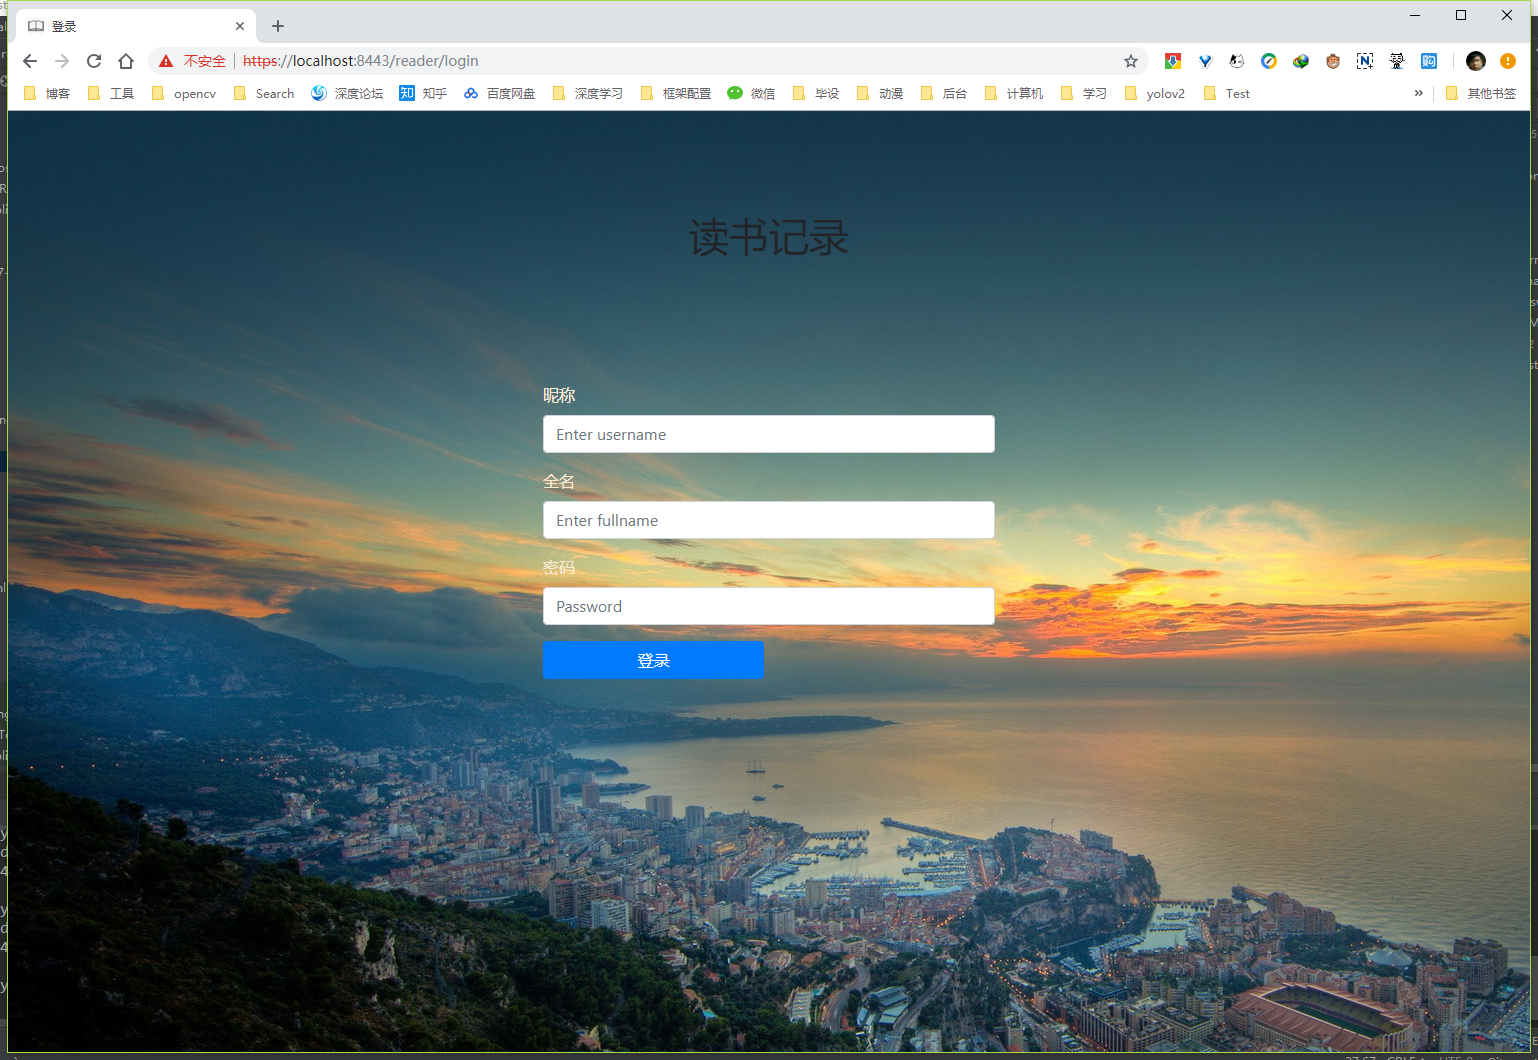 登录
不安全 https://localhost:8443/reader/login
博客 工具 opencv Search 深度论坛 知 知乎 百度网盘 深度学习 框架配置 微信 毕设 动漫 后台 计算机 学习 yolov2 Test » 其他书签
读书记录
昵称
Enter username
全名
Enter fullname
密码
Password
登录